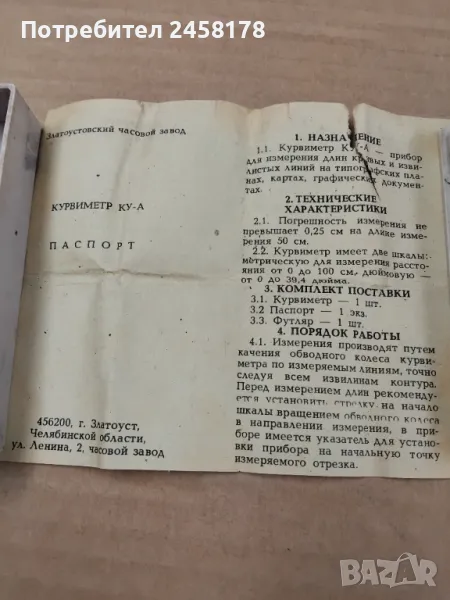 Потребител 2458178
Златоустовский часовой завод
КУРВИМЕТР КУ-А
ПАСПОРТ
456200, г. Златоуст,
Челябинской области,
ул. Ленина, 2, часовой завод
1. НАЗНАЧЕНИЕ
1.1. Курвиметр КУ-А — прибор
для измерения длин кривых и изви-
листых линий на типографских пла-
нах, картах, графических докумен-
тах.
2. ТЕХНИЧЕСКИЕ
ХАРАКТЕРИСТИКИ
2.1. Погрешность измерения не
превышает 0,25 см на длине изме-
рения 50 см.
2.2. Курвиметр имеет две шкалы:
метрическую для измерения рассто-
яния от 0 до 100 см, дюймовую —
от 0 до 39,4 дюйма.
3. КОМПЛЕКТ ПОСТАВКИ
3.1. Курвиметр — 1 шт.
3.2 Паспорт — 1 экз.
3.3. Футляр — 1 шт.
4. ПОРЯДОК РАБОТЫ
4.1. Измерения производят путем
качения обводного колеса курви-
метра по измеряемым линиям, точно
следуя всем извилинам контура.
Перед измерением длин рекоменду-
ется установить стрелку на начало
шкалы вращением обводного колеса
в направлении измерения, в при-
боре имеется указатель для устано-
вки прибора на начальную точку
измеряемого отрезка.
BAZAR